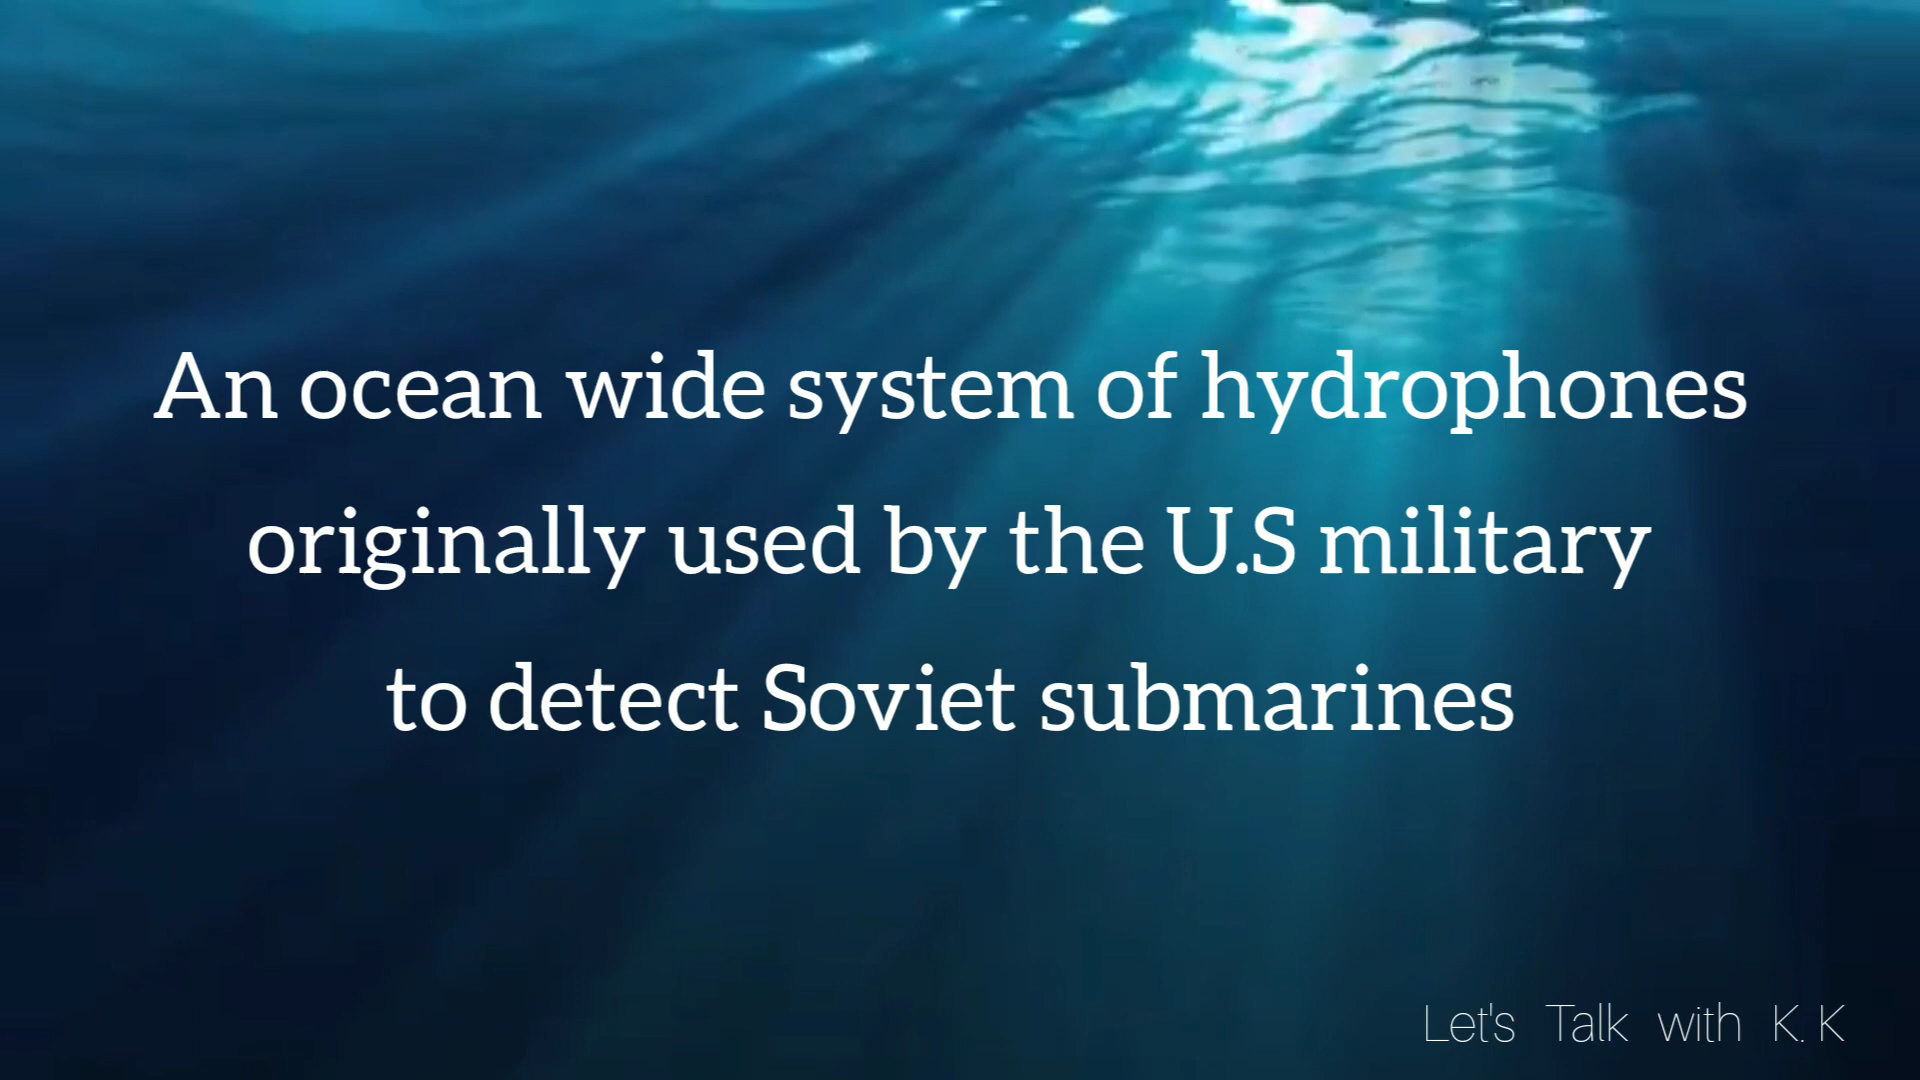 An ocean wide system of hydrophones
originally used by the U.S military
to detect Soviet submarines
Let's Talk with K. K